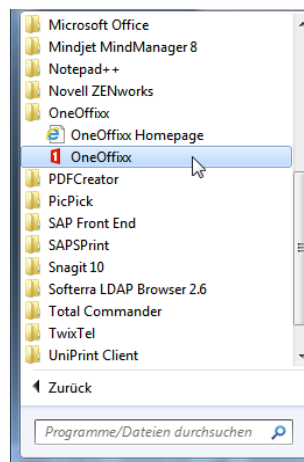 Microsoft Office
Mindjet MindManager 8
Notepad++
Novell ZENworks
OneOffixx
OneOffixx Homepage
OneOffixx
PDFCreator
PicPick
SAP Front End
SAPSPrint
Snagit 10
Softerra LDAP Browser 2.6
Total Commander
TwixTel
UniPrint Client
Zurück
Programme/Dateien durchsuchen